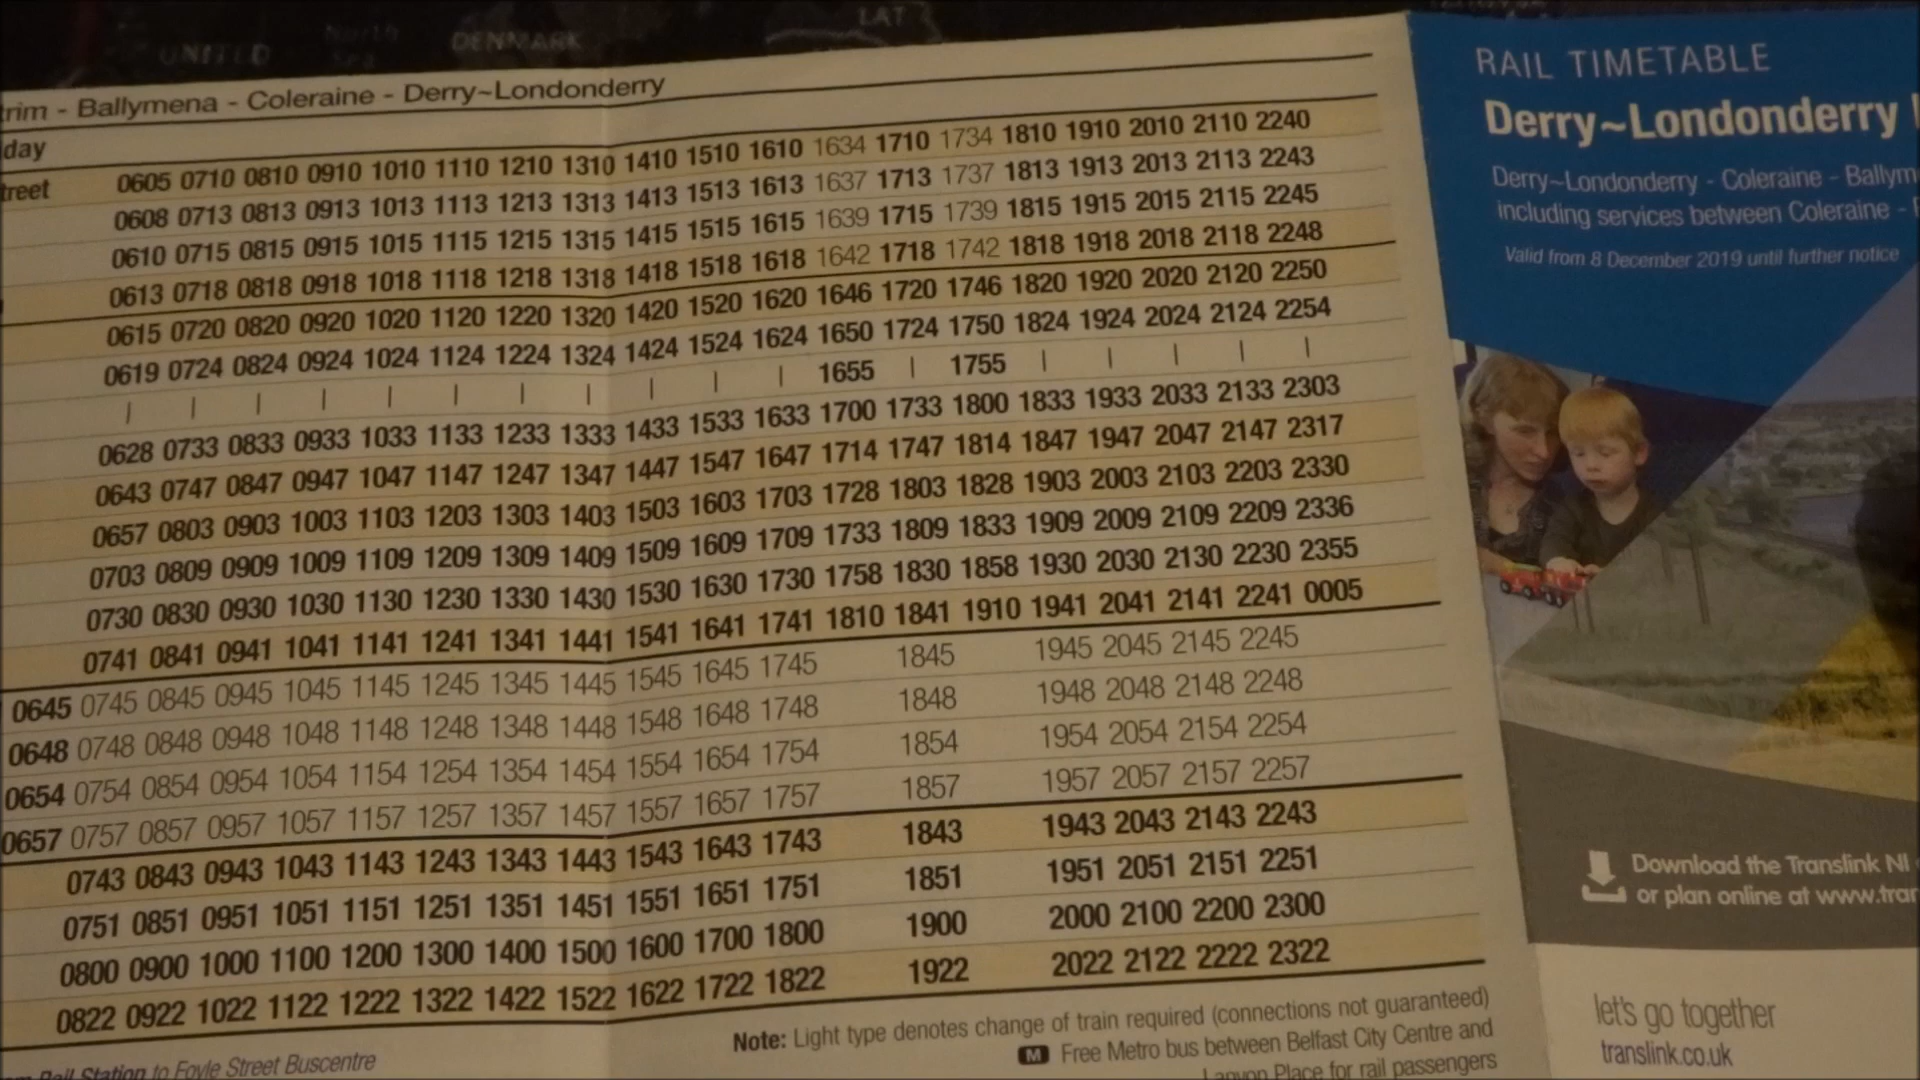 UNITED
North
Sea
DENMARK
LAT
trim - Ballymena - Coleraine - Derry~Londonderry
day
treet 0605 0710 0810 0910 1010 1110 1210 1310 1410 1510 1610 1634 1710 1734 1810 1910 2010 2110 2240
0608 0713 0813 0913 1013 1113 1213 1313 1413 1513 1613 1637 1713 1737 1813 1913 2013 2113 2243
0610 0715 0815 0915 1015 1115 1215 1315 1415 1515 1615 1639 1715 1739 1815 1915 2015 2115 2245
0613 0718 0818 0918 1018 1118 1218 1318 1418 1518 1618 1642 1718 1742 1818 1918 2018 2118 2248
0615 0720 0820 0920 1020 1120 1220 1320 1420 1520 1620 1646 1720 1746 1820 1920 2020 2120 2250
0619 0724 0824 0924 1024 1124 1224 1324 1424 1524 1624 1650 1724 1750 1824 1924 2024 2124 2254
| | | | | | | | | | | 1655 | 1755 | | | | |
0628 0733 0833 0933 1033 1133 1233 1333 1433 1533 1633 1700 1733 1800 1833 1933 2033 2133 2303
0643 0747 0847 0947 1047 1147 1247 1347 1447 1547 1647 1714 1747 1814 1847 1947 2047 2147 2317
0657 0803 0903 1003 1103 1203 1303 1403 1503 1603 1703 1728 1803 1828 1903 2003 2103 2203 2330
0703 0809 0909 1009 1109 1209 1309 1409 1509 1609 1709 1733 1809 1833 1909 2009 2109 2209 2336
0730 0830 0930 1030 1130 1230 1330 1430 1530 1630 1730 1758 1830 1858 1930 2030 2130 2230 2355
0741 0841 0941 1041 1141 1241 1341 1441 1541 1641 1741 1810 1841 1910 1941 2041 2141 2241 0005
0645 0745 0845 0945 1045 1145 1245 1345 1445 1545 1645 1745 1845 1945 2045 2145 2245
0648 0748 0848 0948 1048 1148 1248 1348 1448 1548 1648 1748 1848 1948 2048 2148 2248
0654 0754 0854 0954 1054 1154 1254 1354 1454 1554 1654 1754 1854 1954 2054 2154 2254
0657 0757 0857 0957 1057 1157 1257 1357 1457 1557 1657 1757 1857 1957 2057 2157 2257
0743 0843 0943 1043 1143 1243 1343 1443 1543 1643 1743 1843 1943 2043 2143 2243
0751 0851 0951 1051 1151 1251 1351 1451 1551 1651 1751 1851 1951 2051 2151 2251
0800 0900 1000 1100 1200 1300 1400 1500 1600 1700 1800 1900 2000 2100 2200 2300
0822 0922 1022 1122 1222 1322 1422 1522 1622 1722 1822 1922 2022 2122 2222 2322
Note: Light type denotes change of train required (connections not guaranteed)
M Free Metro bus between Belfast City Centre and
Lanyon Place for rail passengers
Rail Station to Foyle Street Buscentre
RAIL TIMETABLE
Derry~Londonderry
Derry~Londonderry - Coleraine - Ballym
including services between Coleraine -
Valid from 8 December 2019 until further notice
Download the Translink NI
or plan online at www.tran
let's go together
translink.co.uk